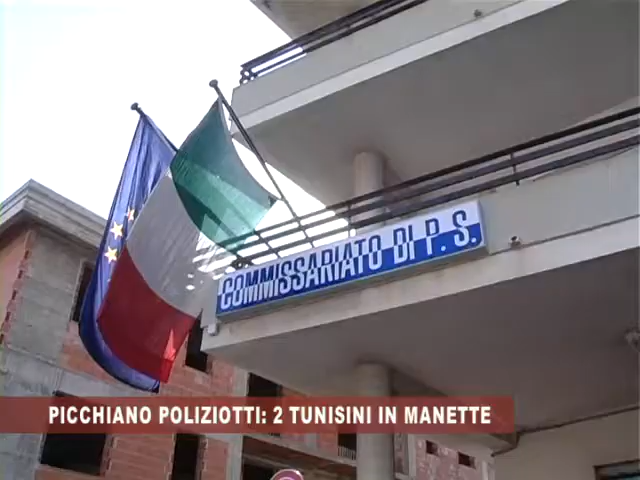 COMMISSARIATO DI P. S.
PICCHIANO POLIZIOTTI: 2 TUNISINI IN MANETTE